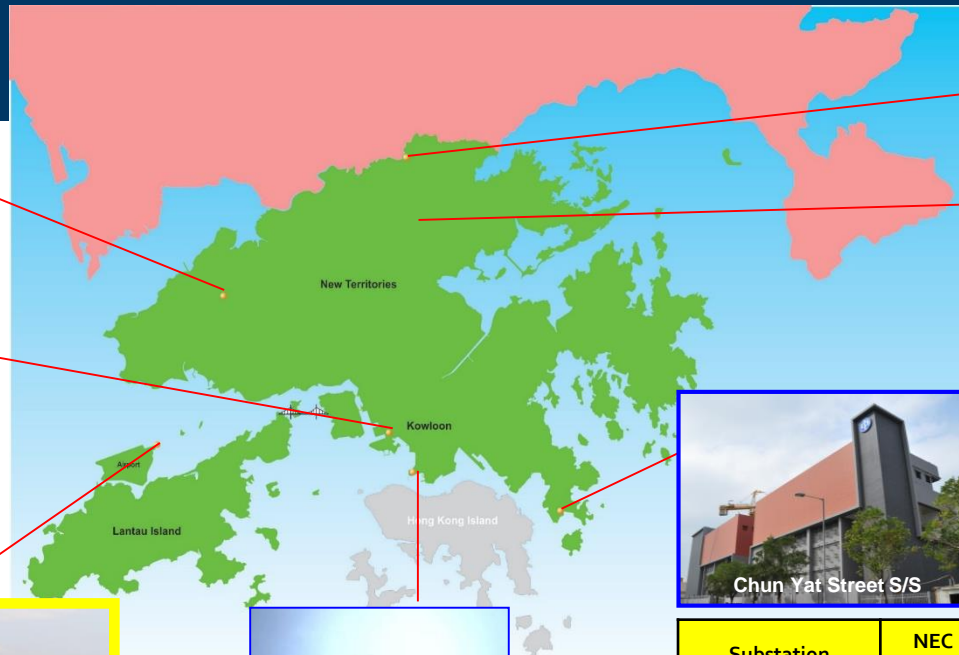 New Territories
Kowloon
Airport
Lantau Island
Hong Kong Island
Chun Yat Street S/S
Substation
NEC